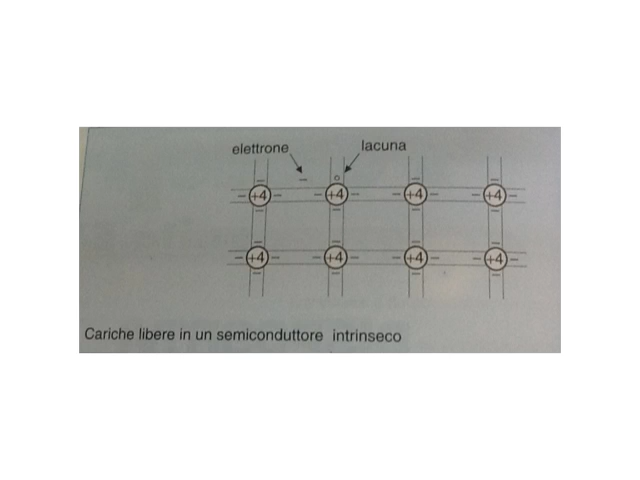 elettrone lacuna
+4 +4 +4 +4
+4 +4 +4 +4
Cariche libere in un semiconduttore intrinseco